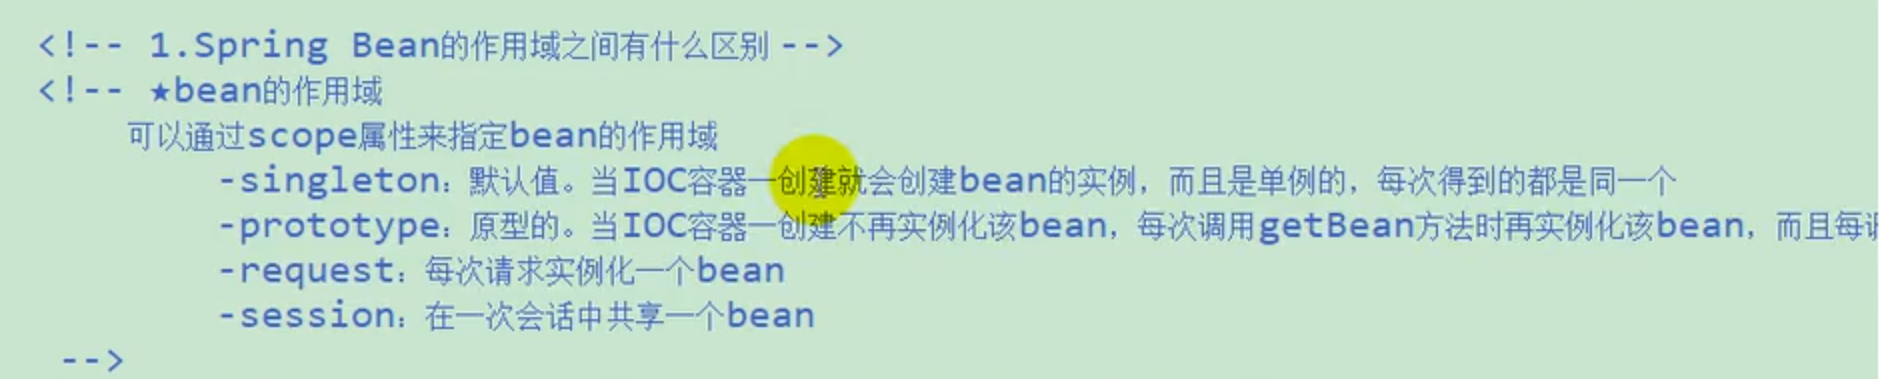 <!-- 1.Spring Bean的作用域之间有什么区别 -->
<!-- ★bean的作用域
可以通过scope属性来指定bean的作用域
-singleton：默认值。当IOC容器一创建就会创建bean的实例，而且是单例的，每次得到的都是同一个
-prototype：原型的。当IOC容器一创建不再实例化该bean，每次调用getBean方法时再实例化该bean，而且每
-request：每次请求实例化一个bean
-session：在一次会话中共享一个bean
-->